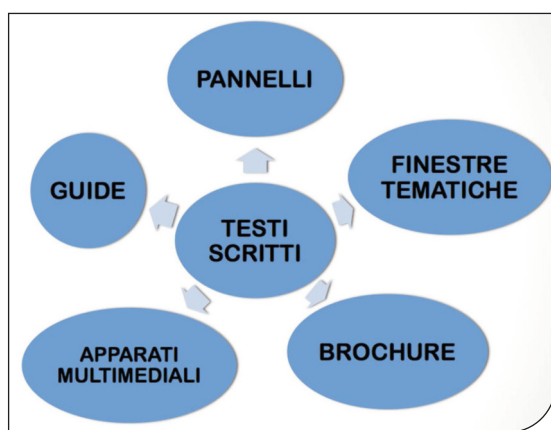 PANNELLI
FINESTRE
TEMATICHE
GUIDE
TESTI
SCRITTI
APPARATI
MULTIMEDIALI
BROCHURE